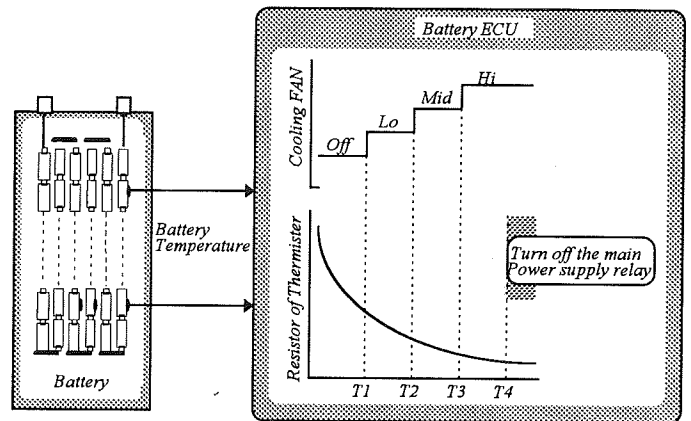 Battery ECU
Cooling FAN
Off
Lo
Mid
Hi
Battery
Temperature
Resistor of Thermister
Turn off the main
Power supply relay
T1
T2
T3
T4
Battery